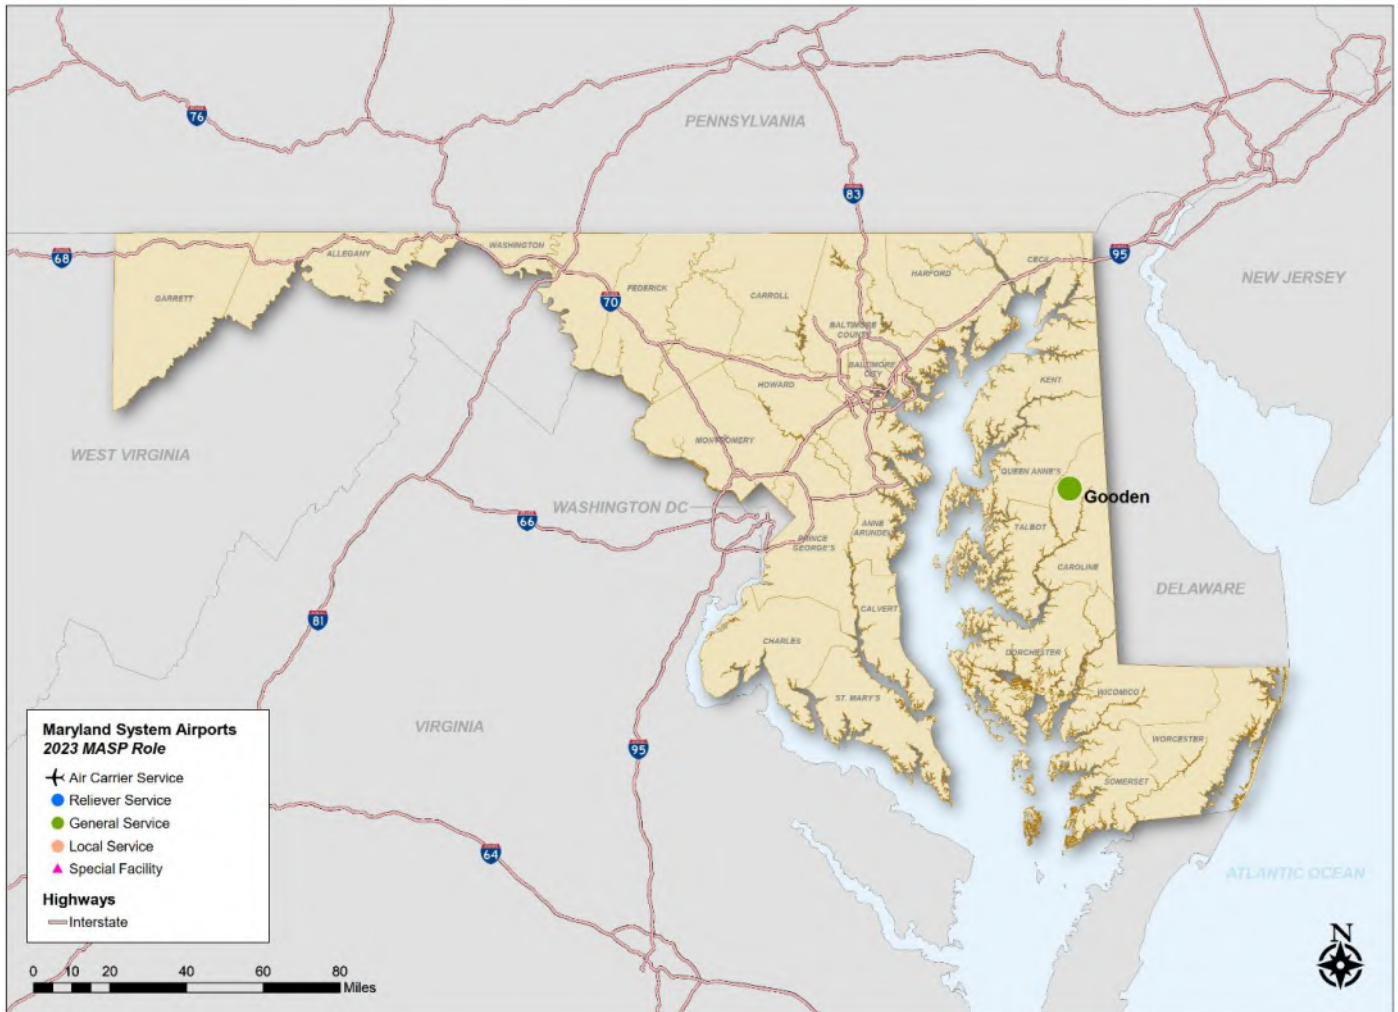 76
PENNSYLVANIA
83
68
ALLEGANY
WASHINGTON
95
GARRETT
FEDERICK
70
CARROLL
HARFORD
CECIL
NEW JERSEY
BALTIMORE
COUNTY
BALTIMORE
CITY
HOWARD
KENT
MONTGOMERY
WEST VIRGINIA
QUEEN ANNE'S
Gooden
WASHINGTON DC
66
PRINCE
GEORGE'S
ANNE
ARUNDEL
TALBOT
CAROLINE
DELAWARE
81
CALVERT
CHARLES
DORCHESTER
ST. MARY'S
WICOMICO
VIRGINIA
95
WORCESTER
SOMERSET
64
ATLANTIC OCEAN
Maryland System Airports
2023 MASP Role
Air Carrier Service
Reliever Service
General Service
Local Service
Special Facility
Highways
Interstate
0 10 20 40 60 80
Miles
N